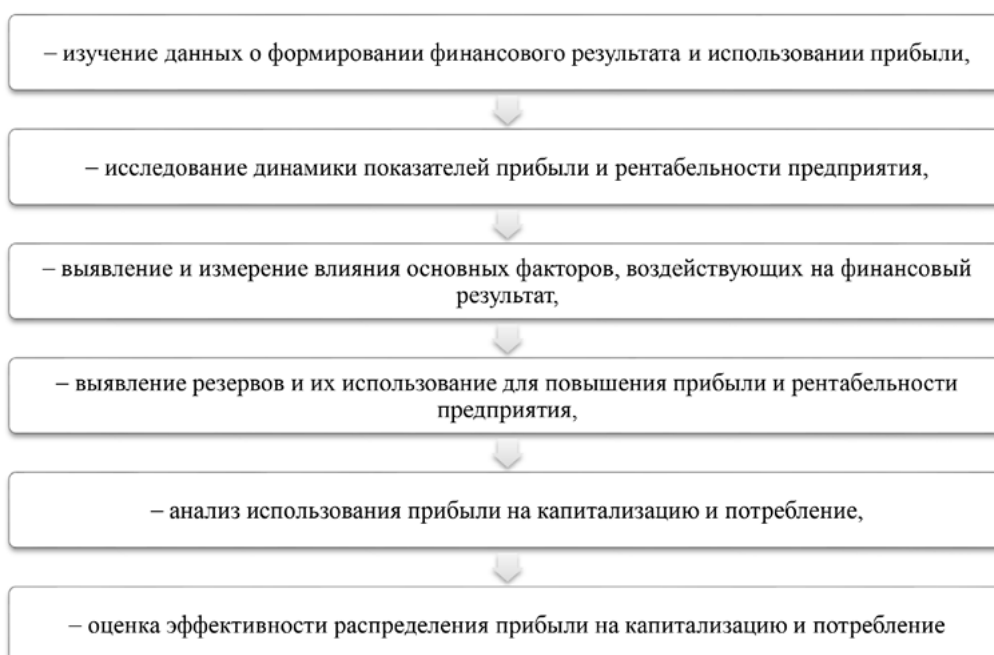 – изучение данных о формировании финансового результата и использовании прибыли,
– исследование динамики показателей прибыли и рентабельности предприятия,
– выявление и измерение влияния основных факторов, воздействующих на финансовый
результат,
– выявление резервов и их использование для повышения прибыли и рентабельности
предприятия,
– анализ использования прибыли на капитализацию и потребление,
– оценка эффективности распределения прибыли на капитализацию и потребление